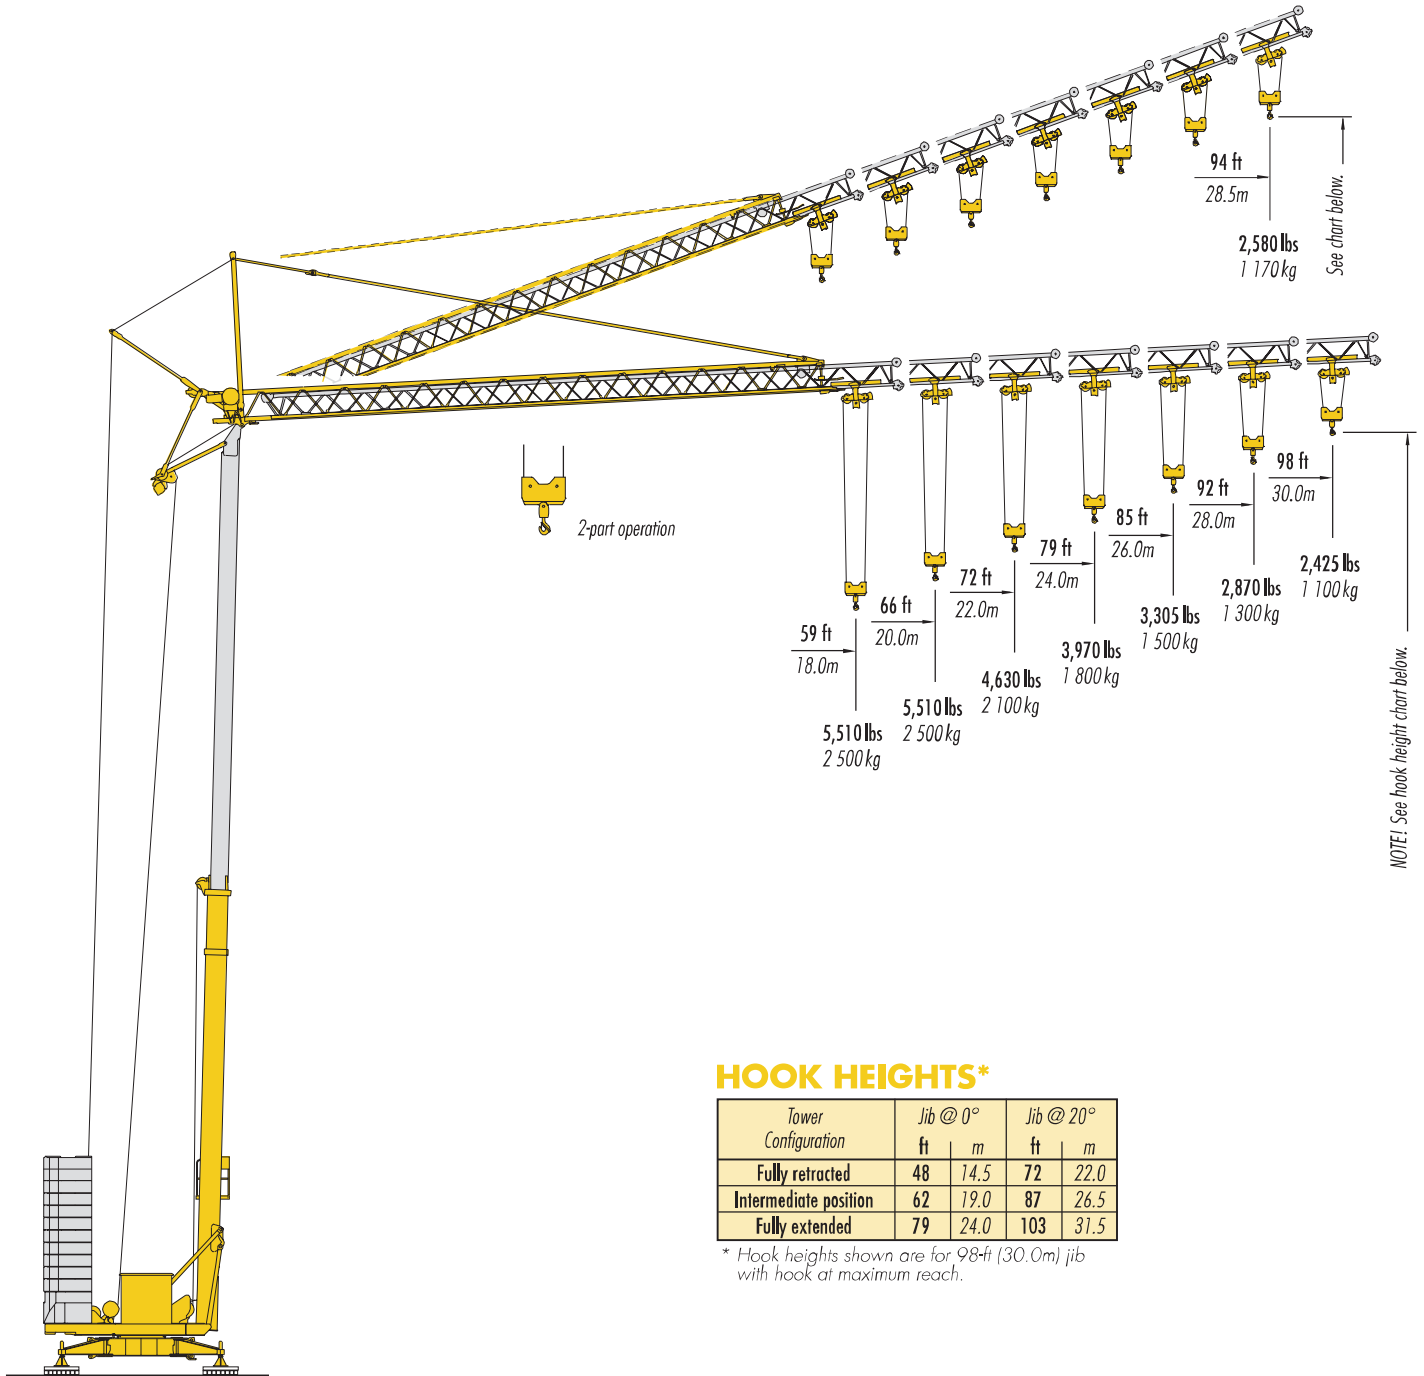 94 ft
28.5m
2,580 lbs
1 170 kg
See chart below.
2-part operation
59 ft
18.0m
5,510 lbs
2 500 kg
66 ft
20.0m
5,510 lbs
2 500 kg
72 ft
22.0m
4,630 lbs
2 100 kg
79 ft
24.0m
3,970 lbs
1 800 kg
85 ft
26.0m
3,305 lbs
1 500 kg
92 ft
28.0m
2,870 lbs
1 300 kg
98 ft
30.0m
2,425 lbs
1 100 kg
NOTE! See hook height chart below.
HOOK HEIGHTS*
Tower Configuration Jib @ 0° Jib @ 20°
ft m ft m
Fully retracted 48 14.5 72 22.0
Intermediate position 62 19.0 87 26.5
Fully extended 79 24.0 103 31.5
* Hook heights shown are for 98-ft (30.0m) jib
with hook at maximum reach.